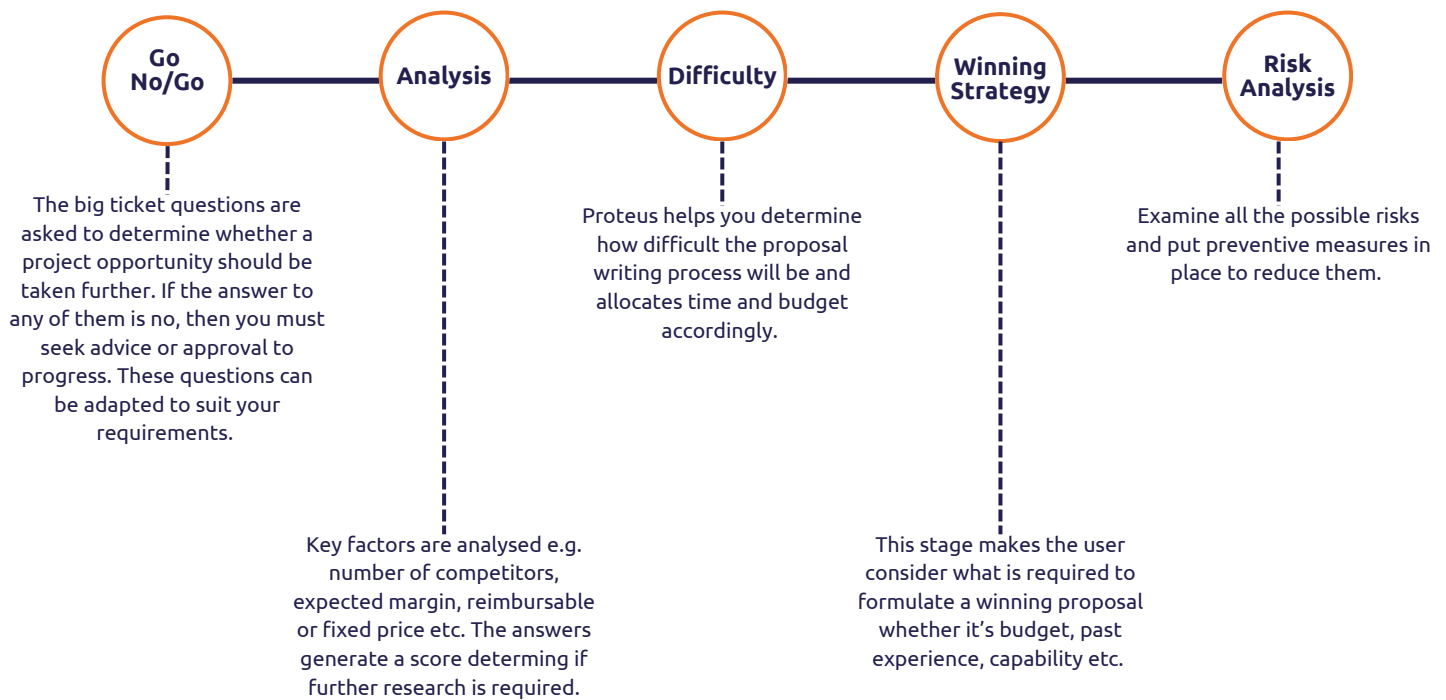 Go
No/Go
Analysis
Difficulty
Winning
Strategy
Risk
Analysis
The big ticket questions are
asked to determine whether a
project opportunity should be
taken further. If the answer to
any of them is no, then you must
seek advice or approval to
progress. These questions can
be adapted to suit your
requirements.
Key factors are analysed e.g.
number of competitors,
expected margin, reimbursable
or fixed price etc. The answers
generate a score determing if
further research is required.
Proteus helps you determine
how difficult the proposal
writing process will be and
allocates time and budget
accordingly.
This stage makes the user
consider what is required to
formulate a winning proposal
whether it’s budget, past
experience, capability etc.
Examine all the possible risks
and put preventive measures in
place to reduce them.